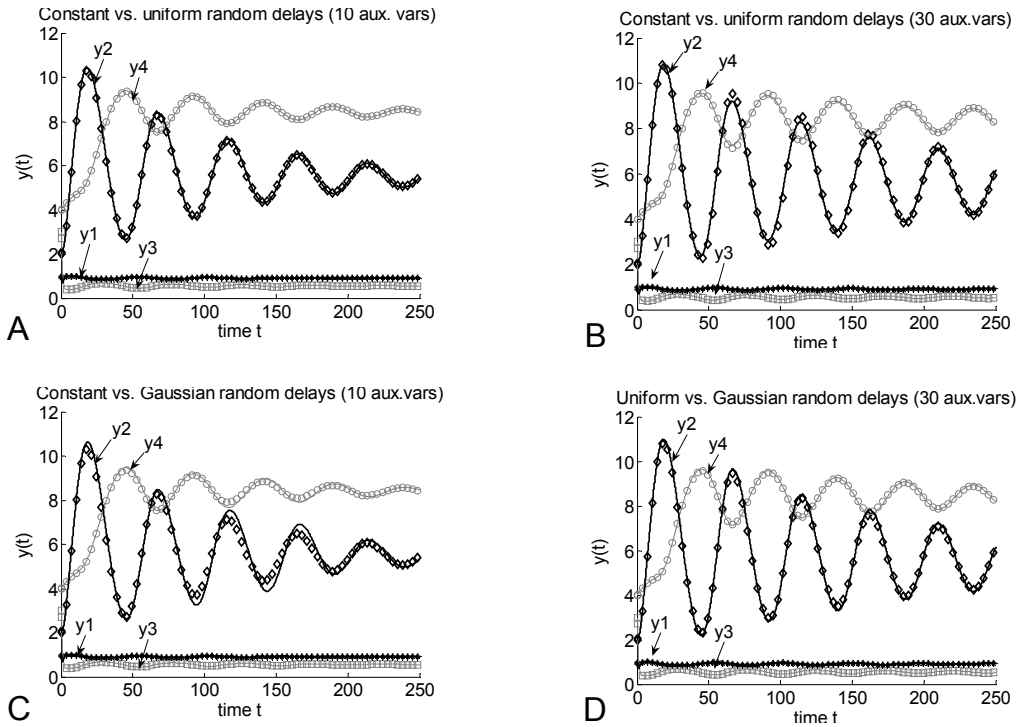 Constant vs. uniform random delays (10 aux. vars)
12
10
8
6
4
2
0
y(t)
y2
y4
y1
y3
0
50
100
150
200
250
time t
A
Constant vs. uniform random delays (30 aux.vars)
12
10
8
6
4
2
0
y(t)
y2
y4
y1
y3
0
50
100
150
200
250
time t
B
Constant vs. Gaussian random delays (10 aux.vars)
12
10
8
6
4
2
0
y(t)
y2
y4
y1
y3
0
50
100
150
200
250
time t
C
Uniform vs. Gaussian random delays (30 aux.vars)
12
10
8
6
4
2
0
y(t)
y2
y4
y1
y3
0
50
100
150
200
250
time t
D